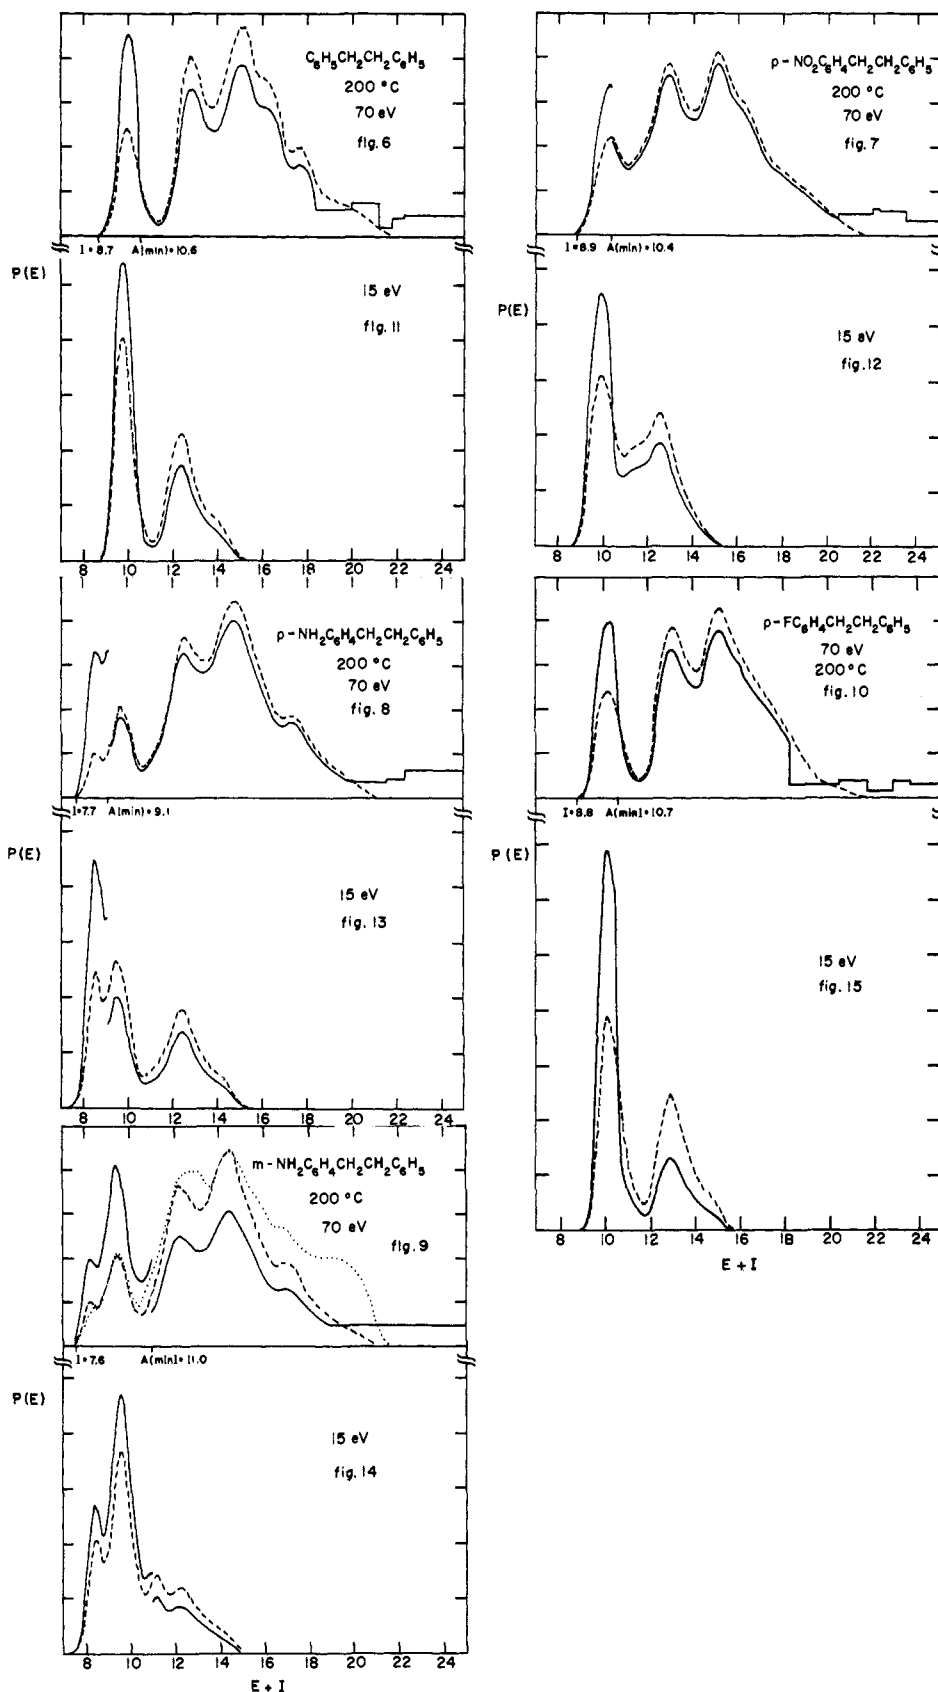 C6H5CH2CH2C6H5
200 °C
70 eV
fig. 6
I=8.7 A(min)=10.6
P(E)
15 eV
fig. 11
8 10 12 14 16 18 20 22 24
p-NH2C6H4CH2CH2C6H5
200 °C
70 eV
fig. 8
I=7.7 A(min)=9.1
P(E)
15 eV
fig. 13
8 10 12 14 16 18 20 22 24
m-NH2C6H4CH2CH2C6H5
200 °C
70 eV
fig. 9
I=7.6 A(min)=11.0
P(E)
15 eV
fig. 14
8 10 12 14 16 18 20 22 24
E + I
p-NO2C6H4CH2CH2C6H5
200 °C
70 eV
fig. 7
I=8.9 A(min)=10.4
P(E)
15 eV
fig. 12
8 10 12 14 16 18 20 22 24
p-FC6H4CH2CH2C6H5
70 eV
200 °C
fig. 10
I=8.8 A(min)=10.7
P(E)
15 eV
fig. 15
8 10 12 14 16 18 20 22 24
E + I